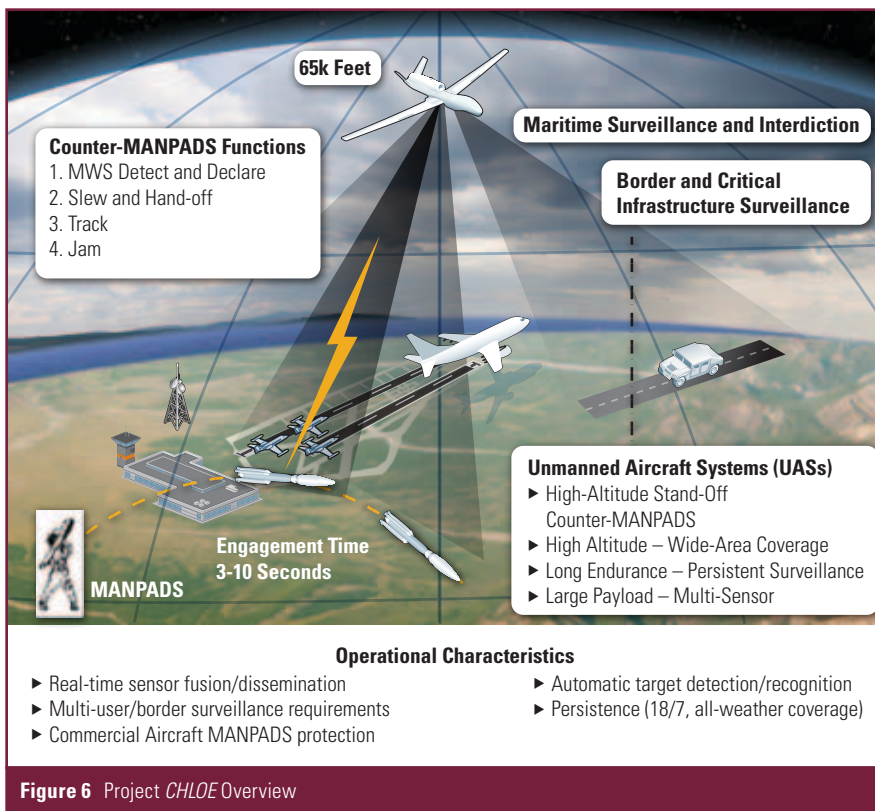 65k Feet
Counter-MANPADS Functions
1. MWS Detect and Declare
2. Slew and Hand-off
3. Track
4. Jam
Maritime Surveillance and Interdiction
Border and Critical
Infrastructure Surveillance
MANPADS
Engagement Time
3-10 Seconds
Unmanned Aircraft Systems (UASs)
▶ High-Altitude Stand-Off
Counter-MANPADS
▶ High Altitude – Wide-Area Coverage
▶ Long Endurance – Persistent Surveillance
▶ Large Payload – Multi-Sensor
Operational Characteristics
▶ Real-time sensor fusion/dissemination
▶ Multi-user/border surveillance requirements
▶ Commercial Aircraft MANPADS protection
▶ Automatic target detection/recognition
▶ Persistence (18/7, all-weather coverage)
Figure 6 Project CHLOE Overview